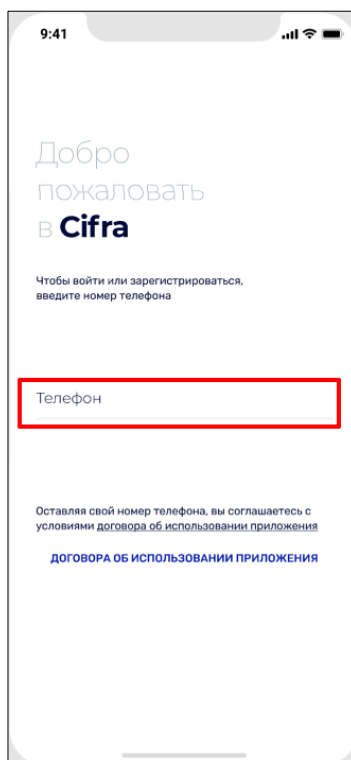 9:41
Добро
пожаловать
в Cifra
Чтобы войти или зарегистрироваться,
введите номер телефона
Телефон
Оставляя свой номер телефона, вы соглашаетесь с
условиями договора об использовании приложения
ДОГОВОРА ОБ ИСПОЛЬЗОВАНИИ ПРИЛОЖЕНИЯ